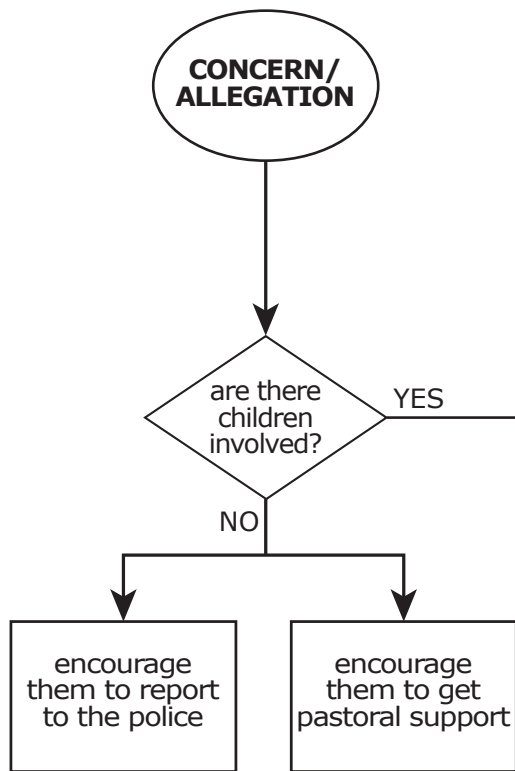 CONCERN/
ALLEGATION
are there
children
involved?
YES
NO
encourage
them to report
to the police
encourage
them to get
pastoral support